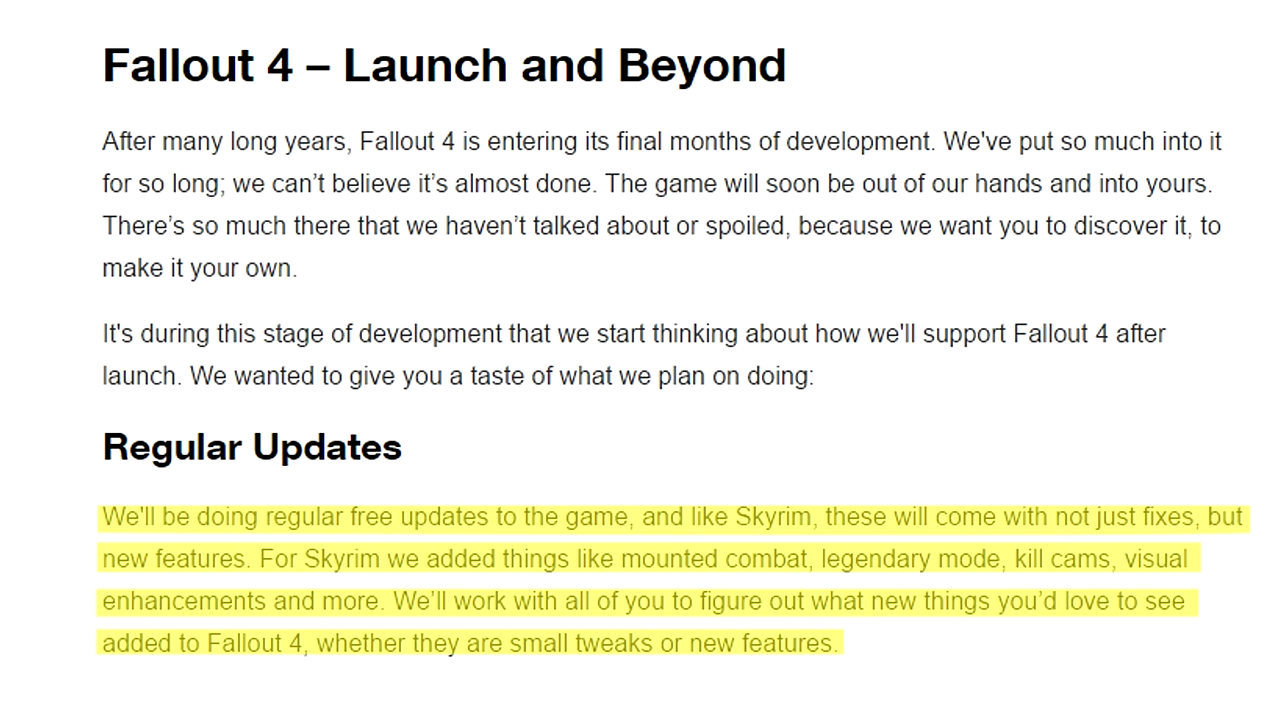 Fallout 4 – Launch and Beyond
After many long years, Fallout 4 is entering its final months of development. We've put so much into it
for so long; we can’t believe it’s almost done. The game will soon be out of our hands and into yours.
There’s so much there that we haven’t talked about or spoiled, because we want you to discover it, to
make it your own.
It's during this stage of development that we start thinking about how we'll support Fallout 4 after
launch. We wanted to give you a taste of what we plan on doing:
Regular Updates
We'll be doing regular free updates to the game, and like Skyrim, these will come with not just fixes, but
new features. For Skyrim we added things like mounted combat, legendary mode, kill cams, visual
enhancements and more. We’ll work with all of you to figure out what new things you’d love to see
added to Fallout 4, whether they are small tweaks or new features.